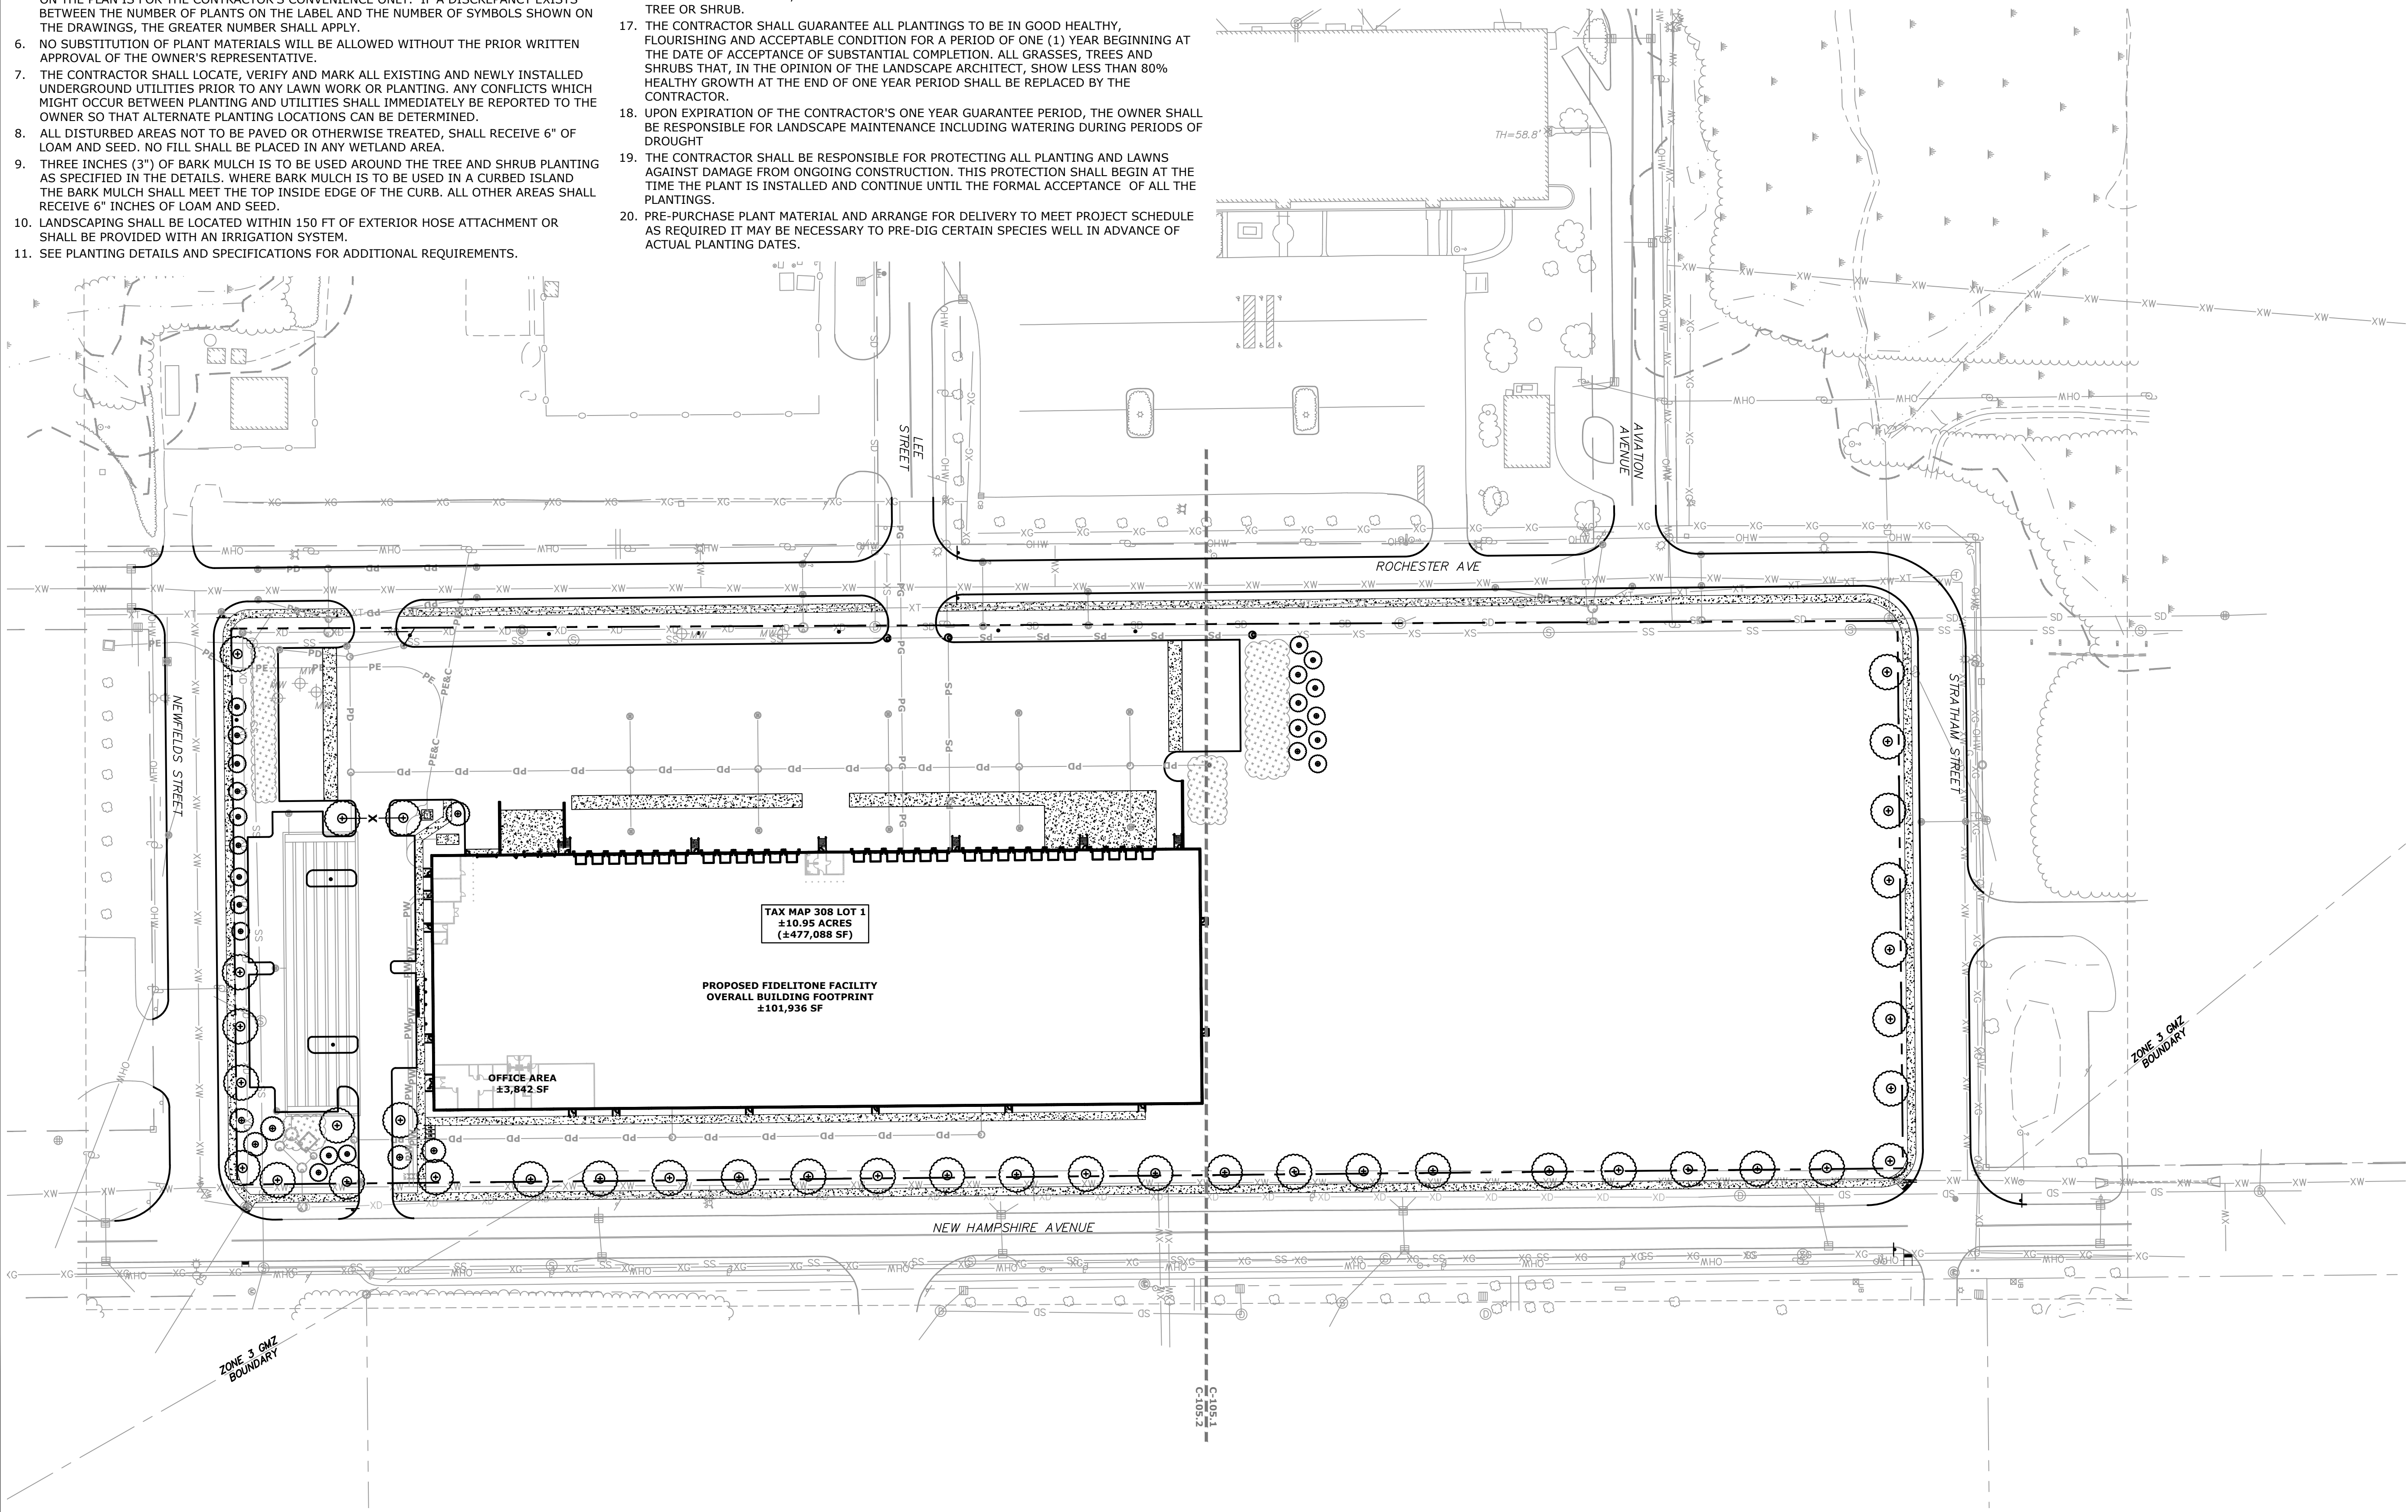 ON THE PLAN IS FOR THE CONTRACTOR'S CONVENIENCE ONLY. IF A DISCREPANCY EXISTS
BETWEEN THE NUMBER OF PLANTS ON THE LABEL AND THE NUMBER OF SYMBOLS SHOWN ON
THE DRAWINGS, THE GREATER NUMBER SHALL APPLY.
6. NO SUBSTITUTION OF PLANT MATERIALS WILL BE ALLOWED WITHOUT THE PRIOR WRITTEN
APPROVAL OF THE OWNER'S REPRESENTATIVE.
7. THE CONTRACTOR SHALL LOCATE, VERIFY AND MARK ALL EXISTING AND NEWLY INSTALLED
UNDERGROUND UTILITIES PRIOR TO ANY LAWN WORK OR PLANTING. ANY CONFLICTS WHICH
MIGHT OCCUR BETWEEN PLANTING AND UTILITIES SHALL IMMEDIATELY BE REPORTED TO THE
OWNER SO THAT ALTERNATE PLANTING LOCATIONS CAN BE DETERMINED.
8. ALL DISTURBED AREAS NOT TO BE PAVED OR OTHERWISE TREATED, SHALL RECEIVE 6" OF
LOAM AND SEED. NO FILL SHALL BE PLACED IN ANY WETLAND AREA.
9. THREE INCHES (3") OF BARK MULCH IS TO BE USED AROUND THE TREE AND SHRUB PLANTING
AS SPECIFIED IN THE DETAILS. WHERE BARK MULCH IS TO BE USED IN A CURBED ISLAND
THE BARK MULCH SHALL MEET THE TOP INSIDE EDGE OF THE CURB. ALL OTHER AREAS SHALL
RECEIVE 6" INCHES OF LOAM AND SEED.
10. LANDSCAPING SHALL BE LOCATED WITHIN 150 FT OF EXTERIOR HOSE ATTACHMENT OR
SHALL BE PROVIDED WITH AN IRRIGATION SYSTEM.
11. SEE PLANTING DETAILS AND SPECIFICATIONS FOR ADDITIONAL REQUIREMENTS.
TREE OR SHRUB.
17. THE CONTRACTOR SHALL GUARANTEE ALL PLANTINGS TO BE IN GOOD HEALTHY,
FLOURISHING AND ACCEPTABLE CONDITION FOR A PERIOD OF ONE (1) YEAR BEGINNING AT
THE DATE OF ACCEPTANCE OF SUBSTANTIAL COMPLETION. ALL GRASSES, TREES AND
SHRUBS THAT, IN THE OPINION OF THE LANDSCAPE ARCHITECT, SHOW LESS THAN 80%
HEALTHY GROWTH AT THE END OF ONE YEAR PERIOD SHALL BE REPLACED BY THE
CONTRACTOR.
18. UPON EXPIRATION OF THE CONTRACTOR'S ONE YEAR GUARANTEE PERIOD, THE OWNER SHALL
BE RESPONSIBLE FOR LANDSCAPE MAINTENANCE INCLUDING WATERING DURING PERIODS OF
DROUGHT
19. THE CONTRACTOR SHALL BE RESPONSIBLE FOR PROTECTING ALL PLANTING AND LAWNS
AGAINST DAMAGE FROM ONGOING CONSTRUCTION. THIS PROTECTION SHALL BEGIN AT THE
TIME THE PLANT IS INSTALLED AND CONTINUE UNTIL THE FORMAL ACCEPTANCE OF ALL THE
PLANTINGS.
20. PRE-PURCHASE PLANT MATERIAL AND ARRANGE FOR DELIVERY TO MEET PROJECT SCHEDULE
AS REQUIRED IT MAY BE NECESSARY TO PRE-DIG CERTAIN SPECIES WELL IN ADVANCE OF
ACTUAL PLANTING DATES.
TH=58.8'
LEE
STREET
AVIATION
AVENUE
ROCHESTER AVE
NEWFIELDS STREET
STRATHAM STREET
TAX MAP 308 LOT 1
±10.95 ACRES
(±477,088 SF)
PROPOSED FIDELITONE FACILITY
OVERALL BUILDING FOOTPRINT
±101,936 SF
OFFICE AREA
±3,842 SF
ZONE 3 GMZ
BOUNDARY
NEW HAMPSHIRE AVENUE
ZONE 3 GMZ
BOUNDARY
C-105.1
C-105.2